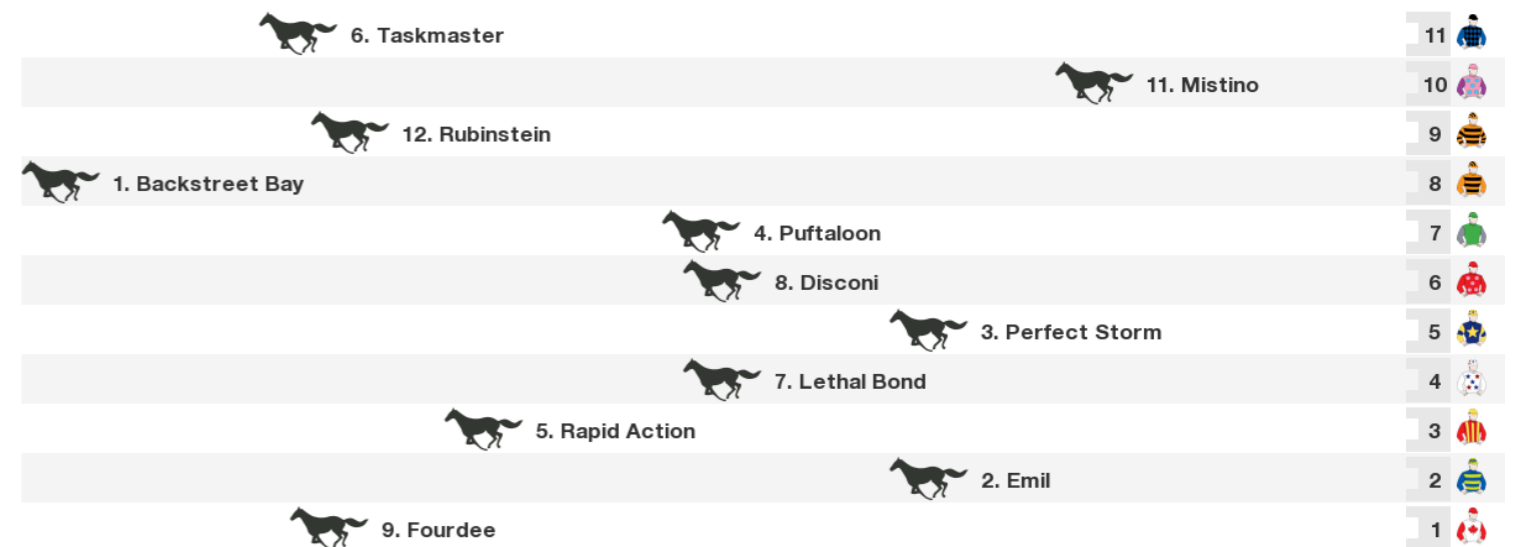 6. Taskmaster 11
11. Mistino 10
12. Rubinstein 9
1. Backstreet Bay 8
4. Puftaloon 7
8. Disconi 6
3. Perfect Storm 5
7. Lethal Bond 4
5. Rapid Action 3
2. Emil 2
9. Fourdee 1